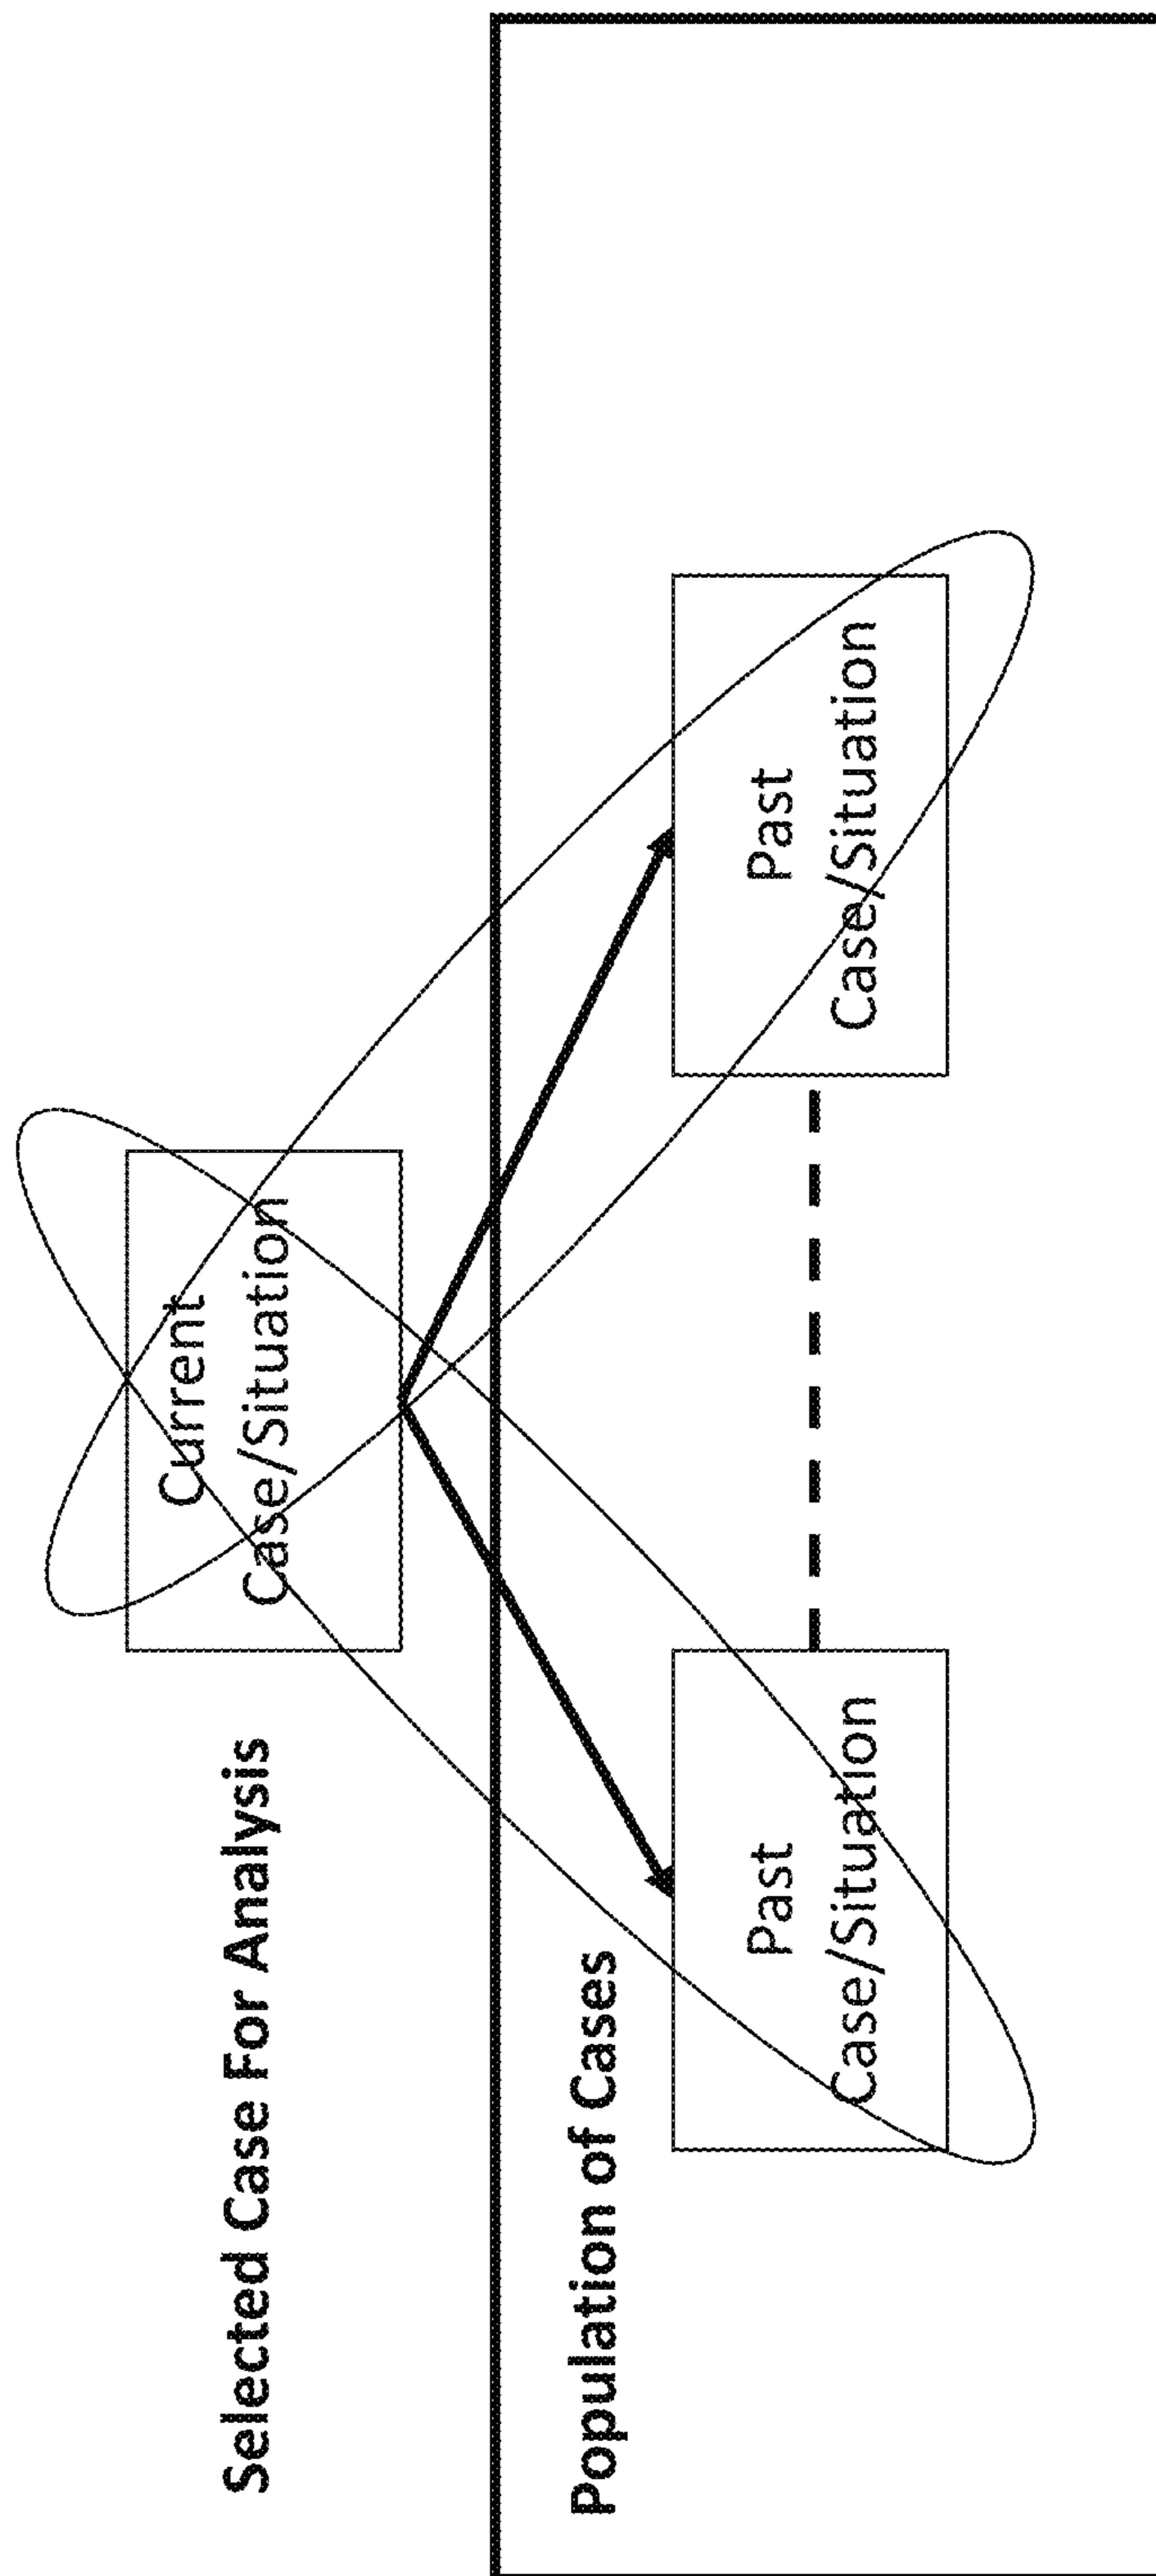 Selected Case For Analysis
Current
Case/Situation
Population of Cases
Past
Case/Situation
Past
Case/Situation